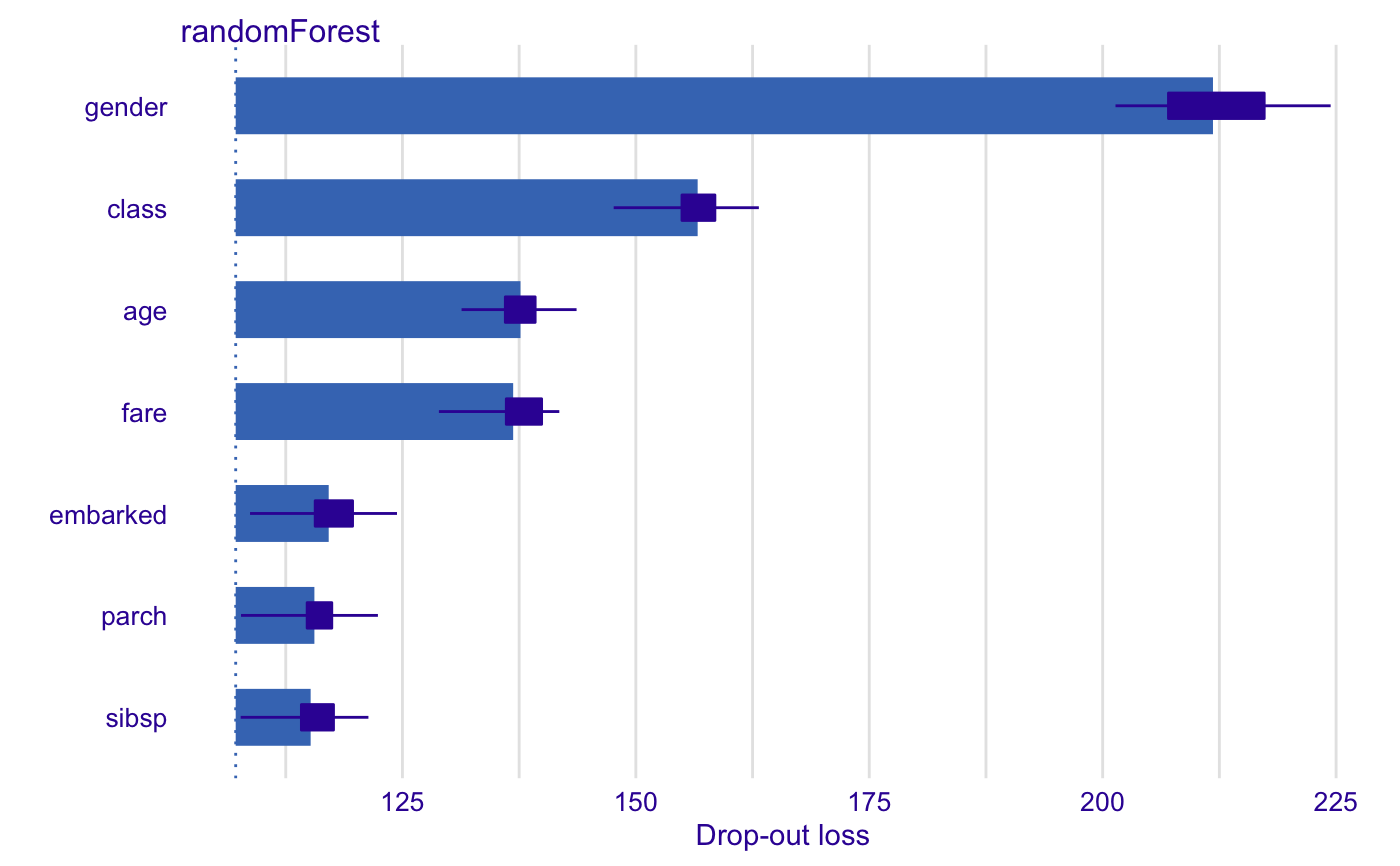 randomForest
gender
class
age
fare
embarked
parch
sibsp
125 150 175 200 225
Drop-out loss